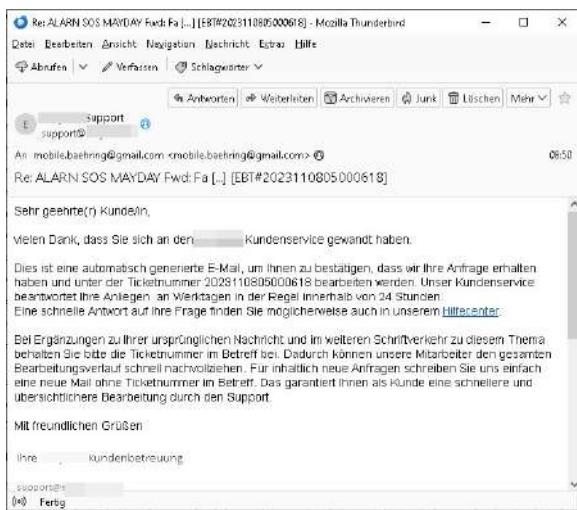 Re: ALARN SOS MAYDAY Fwd: Fa [...] [EBT#2023110805000618] - Mozilla Thunderbird
Datei Bearbeiten Ansicht Navigation Nachricht Extras Hilfe
Abrufen Verfassen Schlagwörter
Antworten Weiterleiten Archivieren Junk Löschen Mehr
E
Support
support@
An mobile.baehring@gmail.com <mobile.baehring@gmail.com>
08:50
Re: ALARN SOS MAYDAY Fwd: Fa [...] [EBT#2023110805000618]
Sehr geehrte(r) Kunde/in,
vielen Dank, dass Sie sich an den Kundenservice gewandt haben.
Dies ist eine automatisch generierte E-Mail, um Ihnen zu bestätigen, dass wir Ihre Anfrage erhalten
haben und unter der Ticketnummer 2023110805000618 bearbeiten werden. Unser Kundenservice
beantwortet Ihre Anliegen an Werktagen in der Regel innerhalb von 24 Stunden.
Eine schnelle Antwort auf Ihre Frage finden Sie möglicherweise auch in unserem Hilfecenter.
Bei Ergänzungen zu Ihrer ursprünglichen Nachricht und im weiteren Schriftverkehr zu diesem Thema
behalten Sie bitte die Ticketnummer im Betreff bei. Dadurch können unsere Mitarbeiter den gesamten
Bearbeitungsverlauf schnell nachvollziehen. Für inhaltlich neue Anfragen schreiben Sie uns einfach
eine neue Mail ohne Ticketnummer im Betreff. Das garantiert Ihnen als Kunde eine schnellere und
übersichtlichere Bearbeitung durch den Support.
Mit freundlichen Grüßen
Ihre Kundenbetreuung
support@s
Fertig